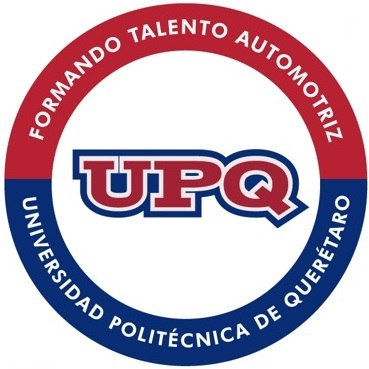 FORMANDO TALENTO AUTOMOTRIZ
UPQ
UNIVERSIDAD POLITÉCNICA DE QUERÉTARO